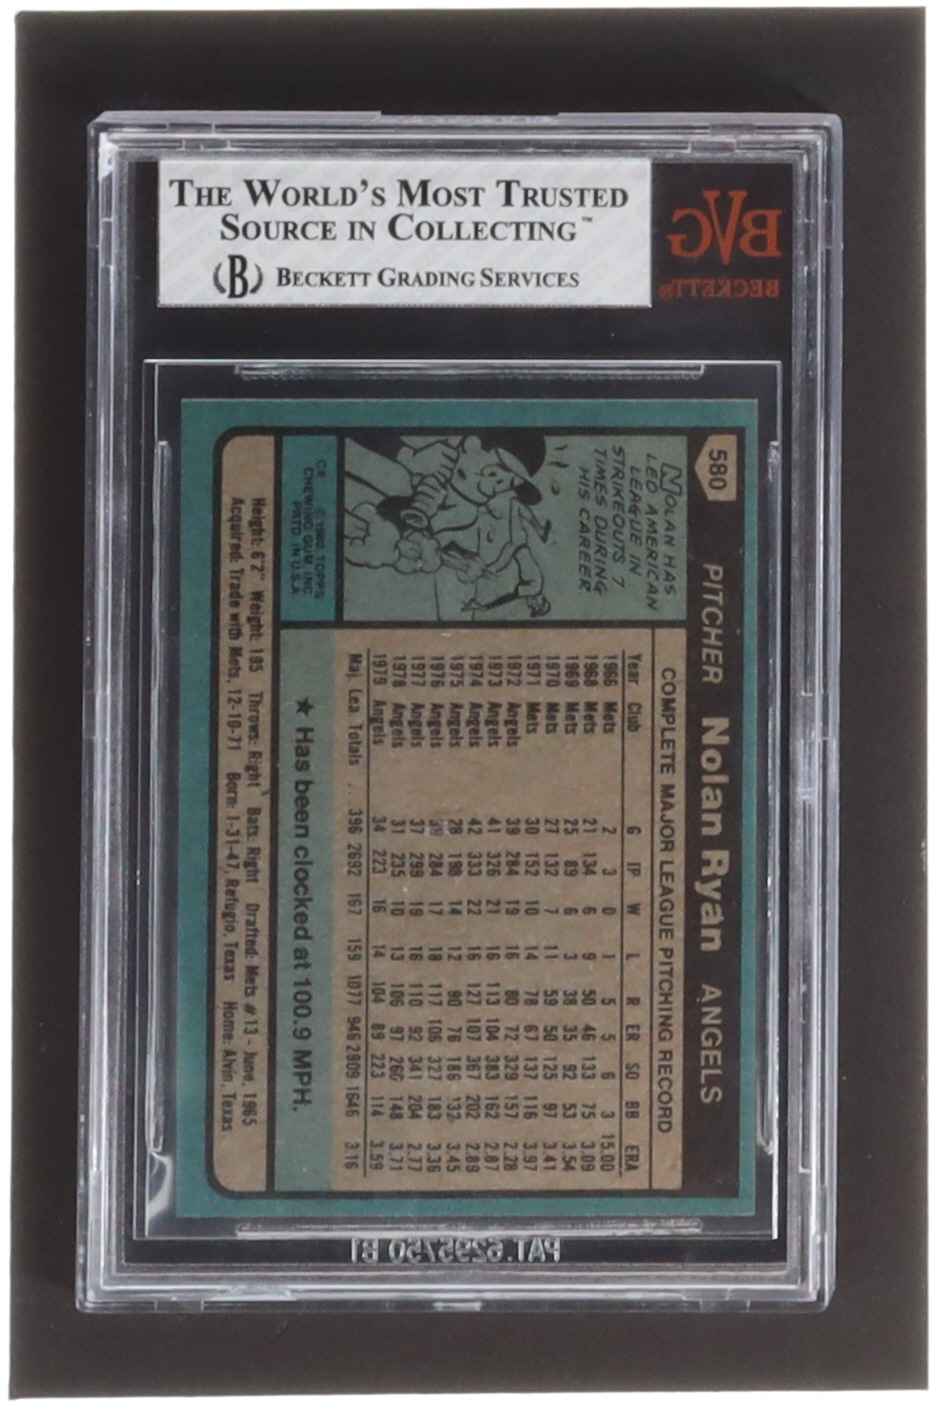 THE WORLD'S MOST TRUSTED
SOURCE IN COLLECTING™
(B) BECKETT GRADING SERVICES
BVG
BECKETT®
580 PITCHER Nolan Ryan ANGELS
NOLAN HAS
LED AMERICAN
LEAGUE IN
STRIKEOUTS 7
TIMES DURING
HIS CAREER
C# © 1980 TOPPS
CHEWING GUM, INC.
PRTD. IN U.S.A.
COMPLETE MAJOR LEAGUE PITCHING RECORD
Year Club G IP W L R ER SO BB ERA
1966 Mets 2 3 0 1 5 5 6 3 15.00
1968 Mets 21 134 6 9 50 46 133 75 3.09
1969 Mets 25 89 6 3 38 35 92 53 3.54
1970 Mets 27 132 7 11 59 50 125 97 3.41
1971 Mets 30 152 10 14 78 67 137 116 3.97
1972 Angels 39 284 19 16 80 72 329 157 2.28
1973 Angels 41 326 21 16 113 104 383 162 2.87
1974 Angels 42 333 22 16 127 107 367 202 2.89
1975 Angels 28 198 14 12 90 76 186 132 3.45
1976 Angels 39 284 17 18 117 106 327 183 3.36
1977 Angels 37 299 19 16 110 92 341 204 2.77
1978 Angels 31 235 10 13 106 97 260 148 3.71
1979 Angels 34 223 16 14 104 89 223 114 3.59
Maj. Lea. Totals ... 396 2692 167 159 1077 946 2909 1646 3.16
★ Has been clocked at 100.9 MPH.
Height: 6'2" Weight: 195 Throws: Right Bats: Right Drafted: Mets #13 - June, 1965
Acquired: Trade with Mets, 12-10-71 Born: 1-31-47, Refugio, Texas Home: Alvin, Texas
PAT. 6295750 B1